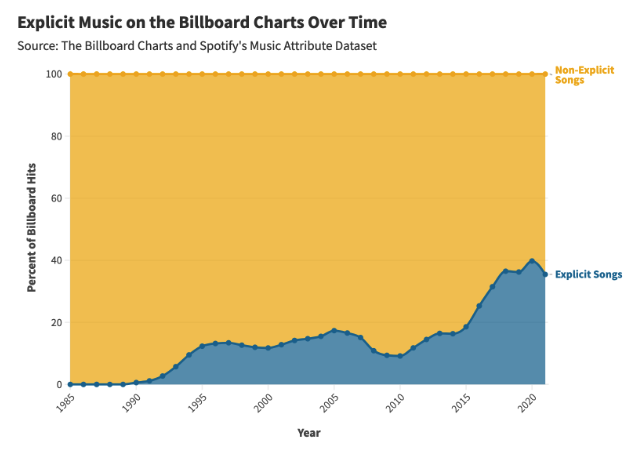 Explicit Music on the Billboard Charts Over Time
Source: The Billboard Charts and Spotify's Music Attribute Dataset
100
80
60
40
20
0
Percent of Billboard Hits
Non-Explicit
Songs
Explicit Songs
1985
1990
1995
2000
2005
2010
2015
2020
Year